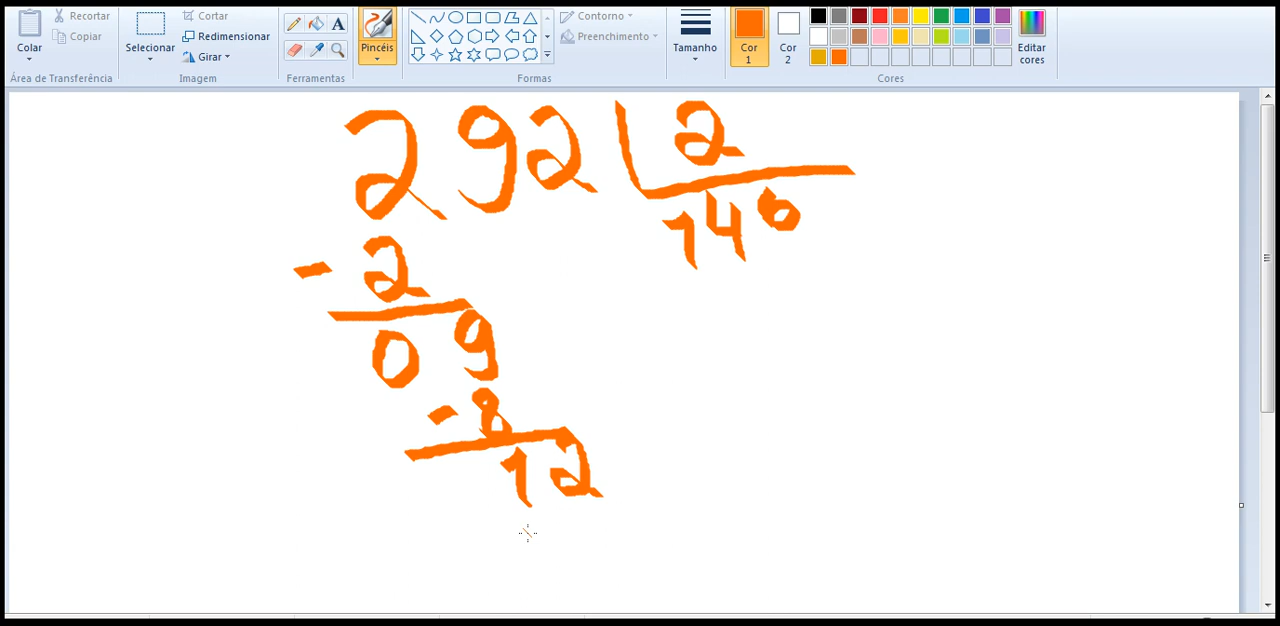 Colar
Recortar
Copiar
Área de Transferência
Selecionar
Cortar
Redimensionar
Girar
Imagem
A
Ferramentas
Pincéis
Formas
Contorno
Preenchimento
Tamanho
Cor 1
Cor 2
Editar cores
Cores
292 2
146
- 2
09
- 8
12